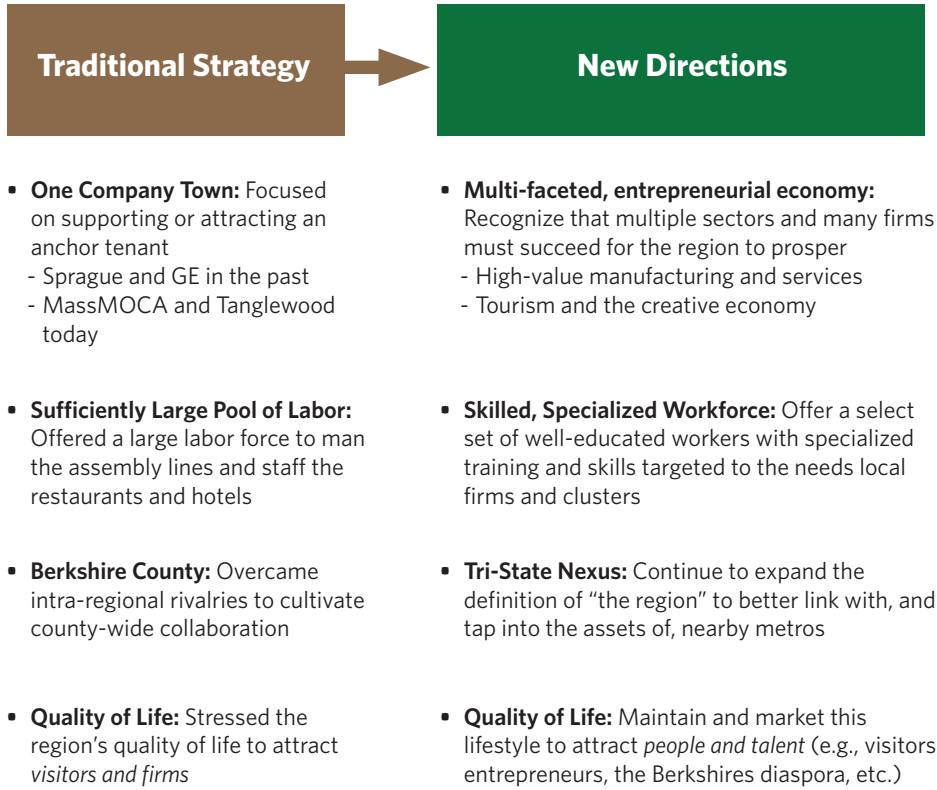 Traditional Strategy
New Directions
• One Company Town: Focused
on supporting or attracting an
anchor tenant
- Sprague and GE in the past
- MassMOCA and Tanglewood
today
• Multi-faceted, entrepreneurial economy:
Recognize that multiple sectors and many firms
must succeed for the region to prosper
- High-value manufacturing and services
- Tourism and the creative economy
• Sufficiently Large Pool of Labor:
Offered a large labor force to man
the assembly lines and staff the
restaurants and hotels
• Skilled, Specialized Workforce: Offer a select
set of well-educated workers with specialized
training and skills targeted to the needs local
firms and clusters
• Berkshire County: Overcame
intra-regional rivalries to cultivate
county-wide collaboration
• Tri-State Nexus: Continue to expand the
definition of “the region” to better link with, and
tap into the assets of, nearby metros
• Quality of Life: Stressed the
region’s quality of life to attract
visitors and firms
• Quality of Life: Maintain and market this
lifestyle to attract people and talent (e.g., visitors
entrepreneurs, the Berkshires diaspora, etc.)